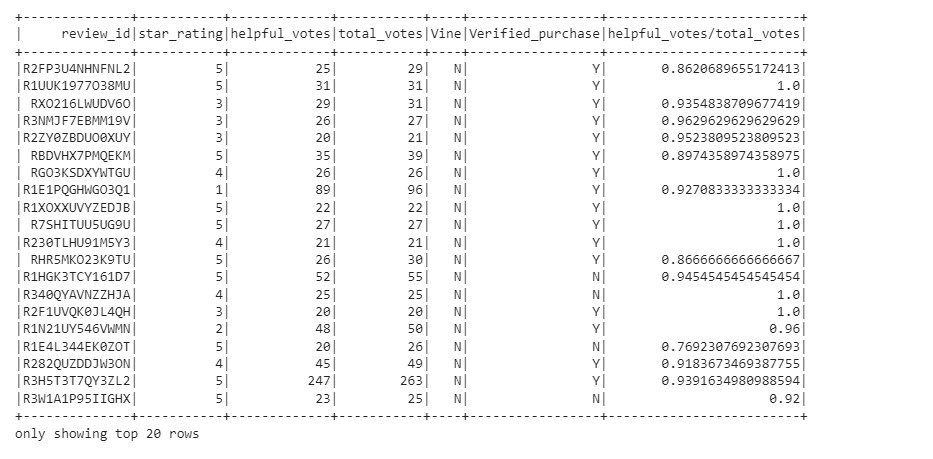 +--------------+-----------+-------------+-----------+----+-----------------+-------------------------+
|     review_id|star_rating|helpful_votes|total_votes|Vine|Verified_purchase|helpful_votes/total_votes|
+--------------+-----------+-------------+-----------+----+-----------------+-------------------------+
|R2FP3U4NHNFNL2|          5|           25|         29|   N|                Y|       0.8620689655172413|
|R1UUK1977O38MU|          5|           31|         31|   N|                Y|                      1.0|
| RXO216LWUDV6O|          3|           29|         31|   N|                Y|       0.9354838709677419|
|R3NMJF7EBMM19V|          3|           26|         27|   N|                Y|       0.9629629629629629|
|R2ZY0ZBDUO0XUY|          3|           20|         21|   N|                Y|       0.9523809523809523|
| RBDVHX7PMQEKM|          5|           35|         39|   N|                Y|       0.8974358974358975|
| RGO3KSDXYWTGU|          4|           26|         26|   N|                Y|                      1.0|
|R1E1PQGHWGO3Q1|          1|           89|         96|   N|                Y|       0.9270833333333334|
|R1XOXXUVYZEDJB|          5|           22|         22|   N|                Y|                      1.0|
| R7SHITUU5UG9U|          5|           27|         27|   N|                Y|                      1.0|
|R230TLHU91M5Y3|          4|           21|         21|   N|                Y|                      1.0|
| RHR5MKO23K9TU|          5|           26|         30|   N|                Y|       0.8666666666666667|
|R1HGK3TCY161D7|          5|           52|         55|   N|                N|       0.9454545454545454|
|R340QYAVNZZHJA|          4|           25|         25|   N|                N|                      1.0|
|R2F1UVQK0JL4QH|          3|           20|         20|   N|                Y|                      1.0|
|R1N21UY546VWMN|          2|           48|         50|   N|                Y|                     0.96|
|R1E4L344EK0ZOT|          5|           20|         26|   N|                N|       0.7692307692307693|
|R282QUZDDJW3ON|          4|           45|         49|   N|                Y|       0.9183673469387755|
|R3H5T3T7QY3ZL2|          5|          247|        263|   N|                Y|       0.9391634980988594|
|R3W1A1P95IIGHX|          5|           23|         25|   N|                N|                     0.92|
+--------------+-----------+-------------+-----------+----+-----------------+-------------------------+
only showing top 20 rows